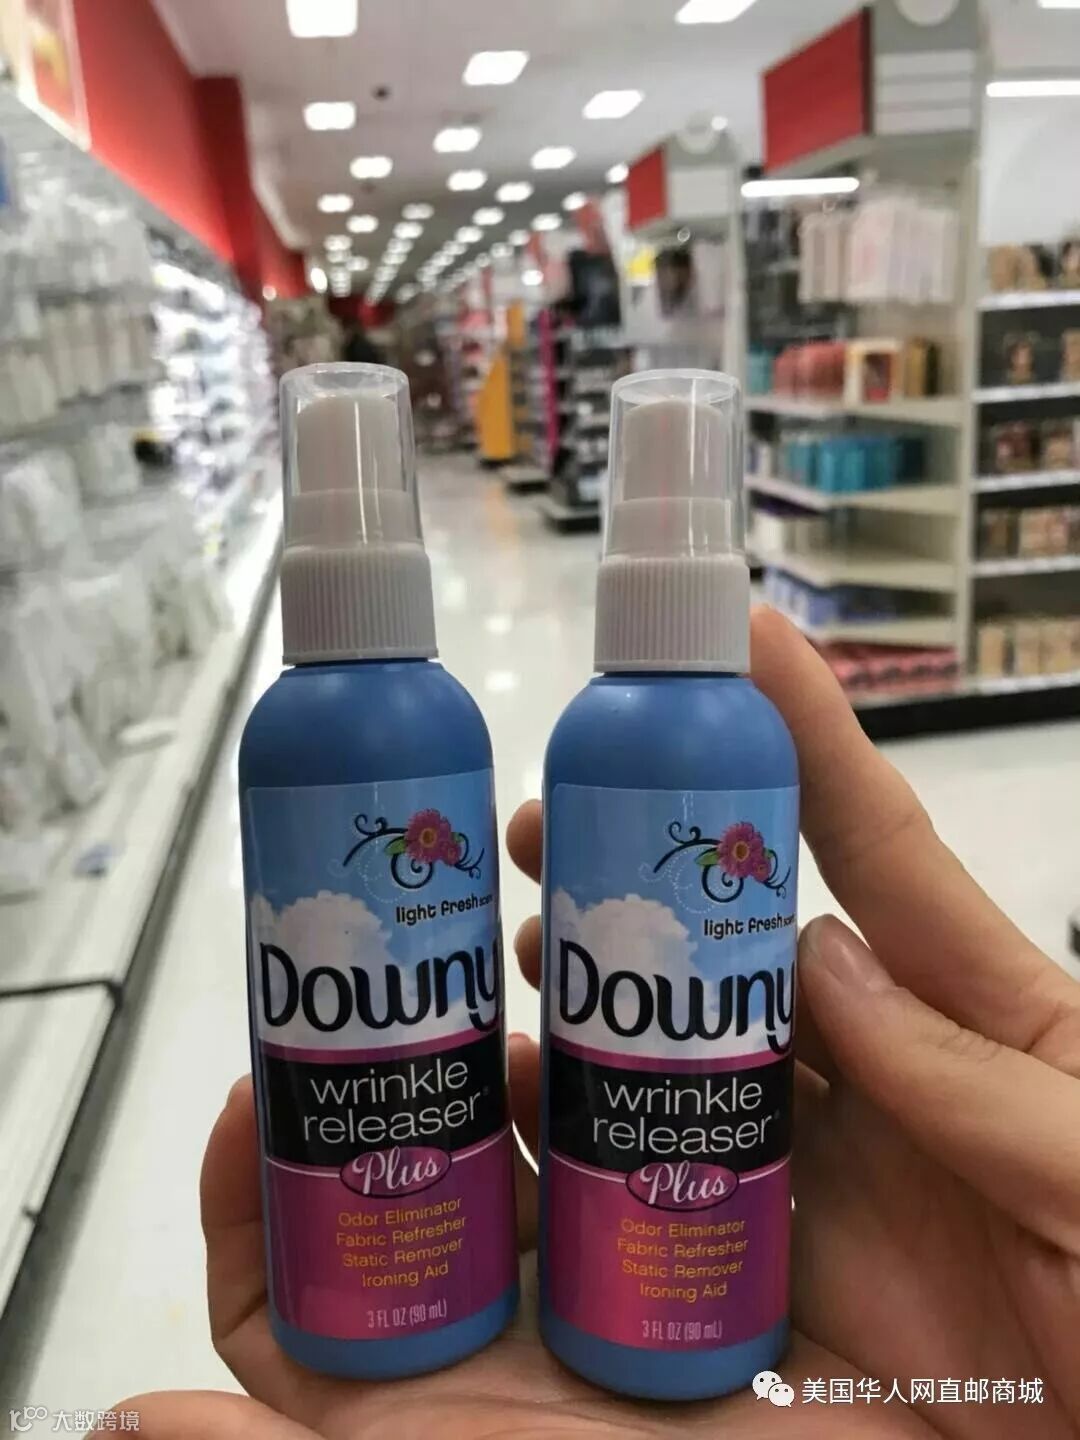 light fresh scent
Downy
wrinkle
releaser®
Plus
Odor Eliminator
Fabric Refresher
Static Remover
Ironing Aid
3 FL OZ (90 mL)
light fresh scent
Downy
wrinkle
releaser®
Plus
Odor Eliminator
Fabric Refresher
Static Remover
Ironing Aid
3 FL OZ (90 mL)
美国华人网直邮商城
大数跨境